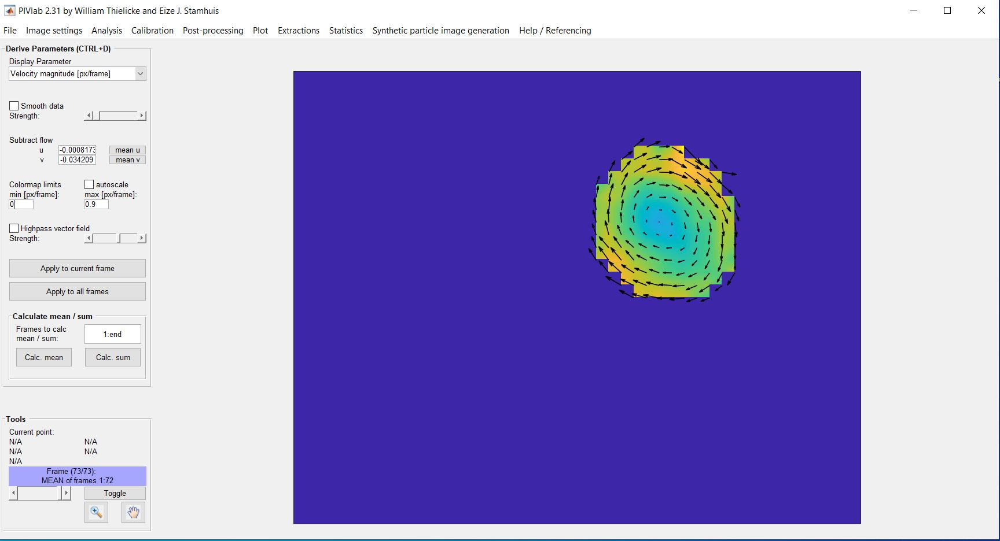 PIVlab 2.31 by William Thielicke and Eize J. Stamhuis
File Image settings Analysis Calibration Post-processing Plot Extractions Statistics Synthetic particle image generation Help / Referencing
Derive Parameters (CTRL+D)
Display Parameter
Velocity magnitude [px/frame]
Smooth data
Strength:
Subtract flow
u -0.000817 mean u
v -0.034209 mean v
Colormap limits autoscale
min [px/frame]: max [px/frame]:
0 0.9
Highpass vector field
Strength:
Apply to current frame
Apply to all frames
Calculate mean / sum
Frames to calc
mean / sum:
1:end
Calc. mean Calc. sum
Tools
Current point:
N/A N/A
N/A N/A
N/A
Frame (73/73):
MEAN of frames 1:72
Toggle